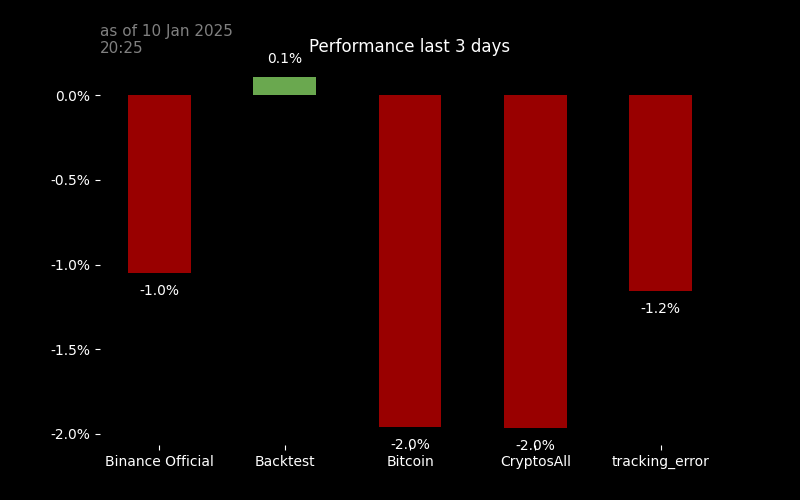 as of 10 Jan 2025
20:25
Performance last 3 days
0.1%
0.0%
-0.5%
-1.0%
-1.5%
-2.0%
-1.0%
-2.0%
-2.0%
-1.2%
Binance Official
Backtest
Bitcoin
CryptosAll
tracking_error